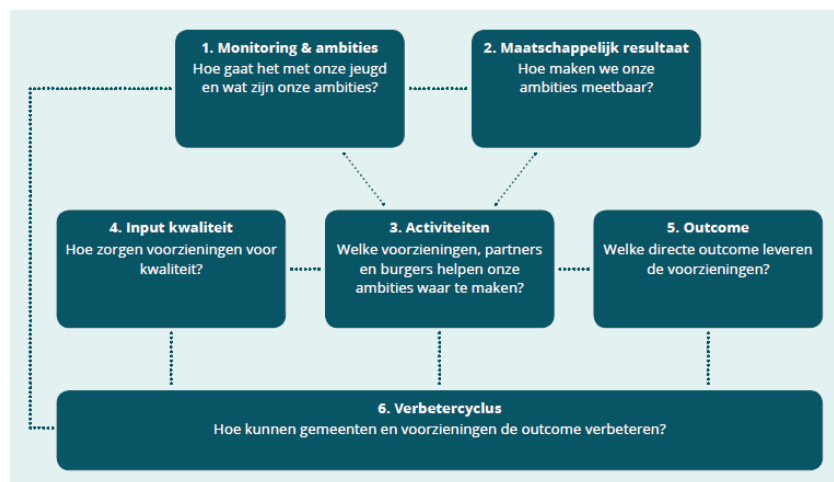 1. Monitoring & ambities
Hoe gaat het met onze jeugd
en wat zijn onze ambities?
2. Maatschappelijk resultaat
Hoe maken we onze
ambities meetbaar?
4. Input kwaliteit
Hoe zorgen voorzieningen voor
kwaliteit?
3. Activiteiten
Welke voorzieningen, partners
en burgers helpen onze
ambities waar te maken?
5. Outcome
Welke directe outcome leveren
de voorzieningen?
6. Verbetercyclus
Hoe kunnen gemeenten en voorzieningen de outcome verbeteren?